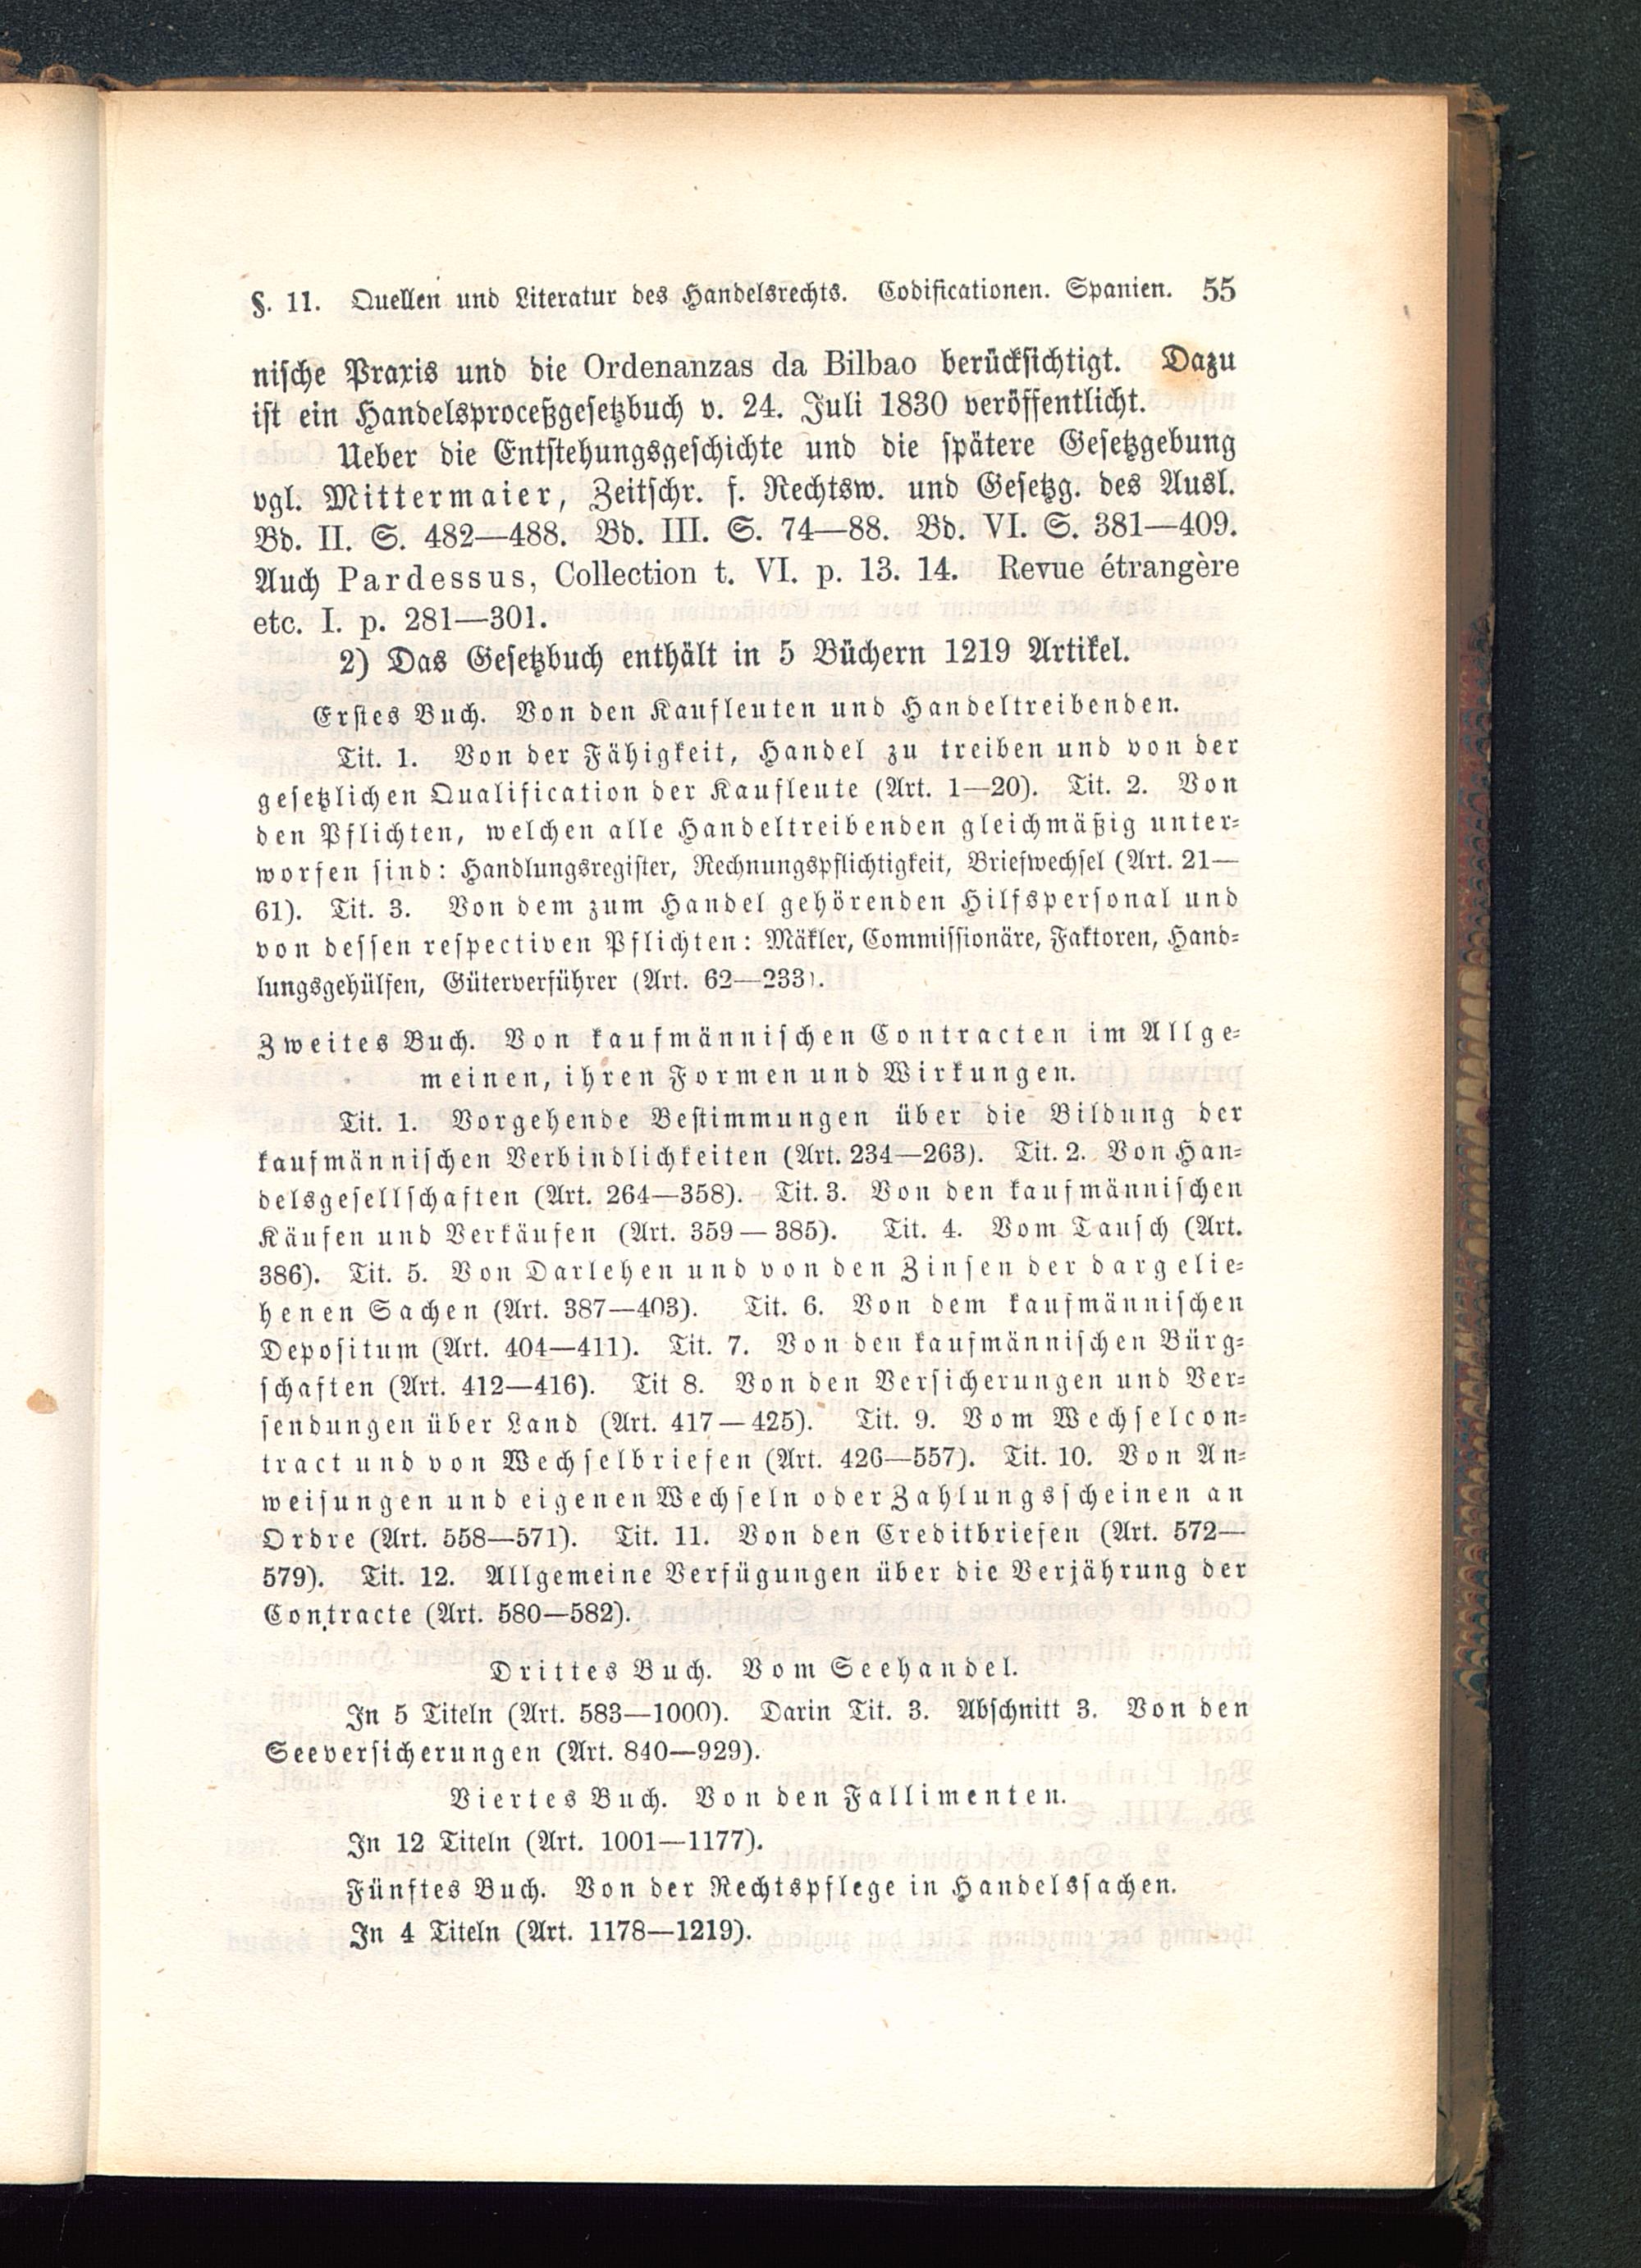 §. 11. Quellen und Literatur des Handelsrechts. Codificationen. Spanien. 55
nische Praxis und die Ordenanzas da Bilbao berücksichtigt. Dazu
ist ein Handelsproceßgesetzbuch v. 24. Juli 1830 veröffentlicht.
Ueber die Entstehungsgeschichte und die spätere Gesetzgebung
vgl. Mittermaier, Zeitschr. f. Rechtsw. und Gesetzg. des Ausl.
Bd. II. S. 482—488. Bd. III. S. 74—88. Bd. VI. S. 381—409.
Auch Pardessus, Collection t. VI. p. 13. 14. Revue étrangère
etc. I. p. 281—301.
2) Das Gesetzbuch enthält in 5 Büchern 1219 Artikel.
Erstes Buch. Von den Kaufleuten und Handeltreibenden.
Tit. 1. Von der Fähigkeit, Handel zu treiben und von der
gesetzlichen Qualification der Kaufleute (Art. 1—20). Tit. 2. Von
den Pflichten, welchen alle Handeltreibenden gleichmäßig unter-
worfen sind: Handlungsregister, Rechnungspflichtigkeit, Briefwechsel (Art. 21—
61). Tit. 3. Von dem zum Handel gehörenden Hilfspersonal und
von dessen respectiven Pflichten: Mäkler, Commissionäre, Faktoren, Hand-
lungsgehülfen, Güterverführer (Art. 62—233).
Zweites Buch. Von kaufmännischen Contracten im Allge-
meinen, ihren Formen und Wirkungen.
Tit. 1. Vorgehende Bestimmungen über die Bildung der
kaufmännischen Verbindlichkeiten (Art. 234—263). Tit. 2. Von Han-
delsgesellschaften (Art. 264—358). Tit. 3. Von den kaufmännischen
Käufen und Verkäufen (Art. 359—385). Tit. 4. Vom Tausch (Art.
386). Tit. 5. Von Darlehen und von den Zinsen der dargelie-
henen Sachen (Art. 387—403). Tit. 6. Von dem kaufmännischen
Depositum (Art. 404—411). Tit. 7. Von den kaufmännischen Bürg-
schaften (Art. 412—416). Tit 8. Von den Versicherungen und Ver-
sendungen über Land (Art. 417—425). Tit. 9. Vom Wechselcon-
tract und von Wechselbriefen (Art. 426—557). Tit. 10. Von An-
weisungen und eigenen Wechseln oder Zahlungsscheinen an
Ordre (Art. 558—571). Tit. 11. Von den Creditbriefen (Art. 572—
579). Tit. 12. Allgemeine Verfügungen über die Verjährung der
Contracte (Art. 580—582).
Drittes Buch. Vom Seehandel.
In 5 Titeln (Art. 583—1000). Darin Tit. 3. Abschnitt 3. Von den
Seeversicherungen (Art. 840—929).
Viertes Buch. Von den Fallimenten.
In 12 Titeln (Art. 1001—1177).
Fünftes Buch. Von der Rechtspflege in Handelssachen.
In 4 Titeln (Art. 1178—1219).